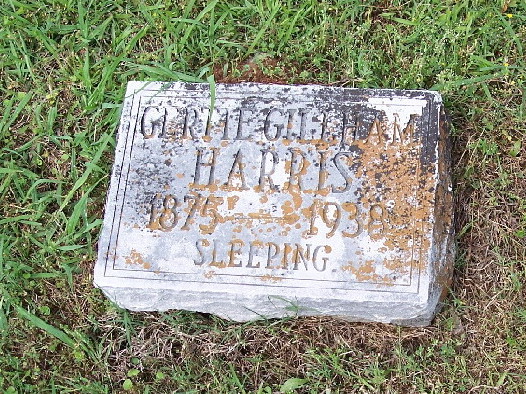 GERTIE GILLHAM
HARRIS
1875 — 1938
SLEEPING